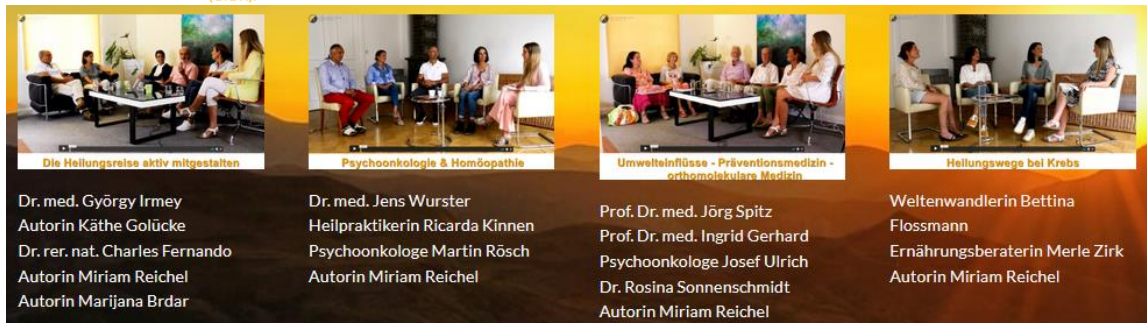 Die Heilungsreise aktiv mitgestalten
Dr. med. György Irmey
Autorin Käthe Golücke
Dr. rer. nat. Charles Fernando
Autorin Miriam Reichel
Autorin Marijana Brdar
Psychoonkologie & Homöopathie
Dr. med. Jens Wurster
Heilpraktikerin Ricarda Kinnen
Psychoonkologe Martin Rösch
Autorin Miriam Reichel
Umwelteinflüsse - Präventionsmedizin -
orthomolekulare Medizin
Prof. Dr. med. Jörg Spitz
Prof. Dr. med. Ingrid Gerhard
Psychoonkologe Josef Ulrich
Dr. Rosina Sonnenschmidt
Autorin Miriam Reichel
Heilungswege bei Krebs
Weltenwandlerin Bettina
Flossmann
Ernährungsberaterin Merle Zirk
Autorin Miriam Reichel